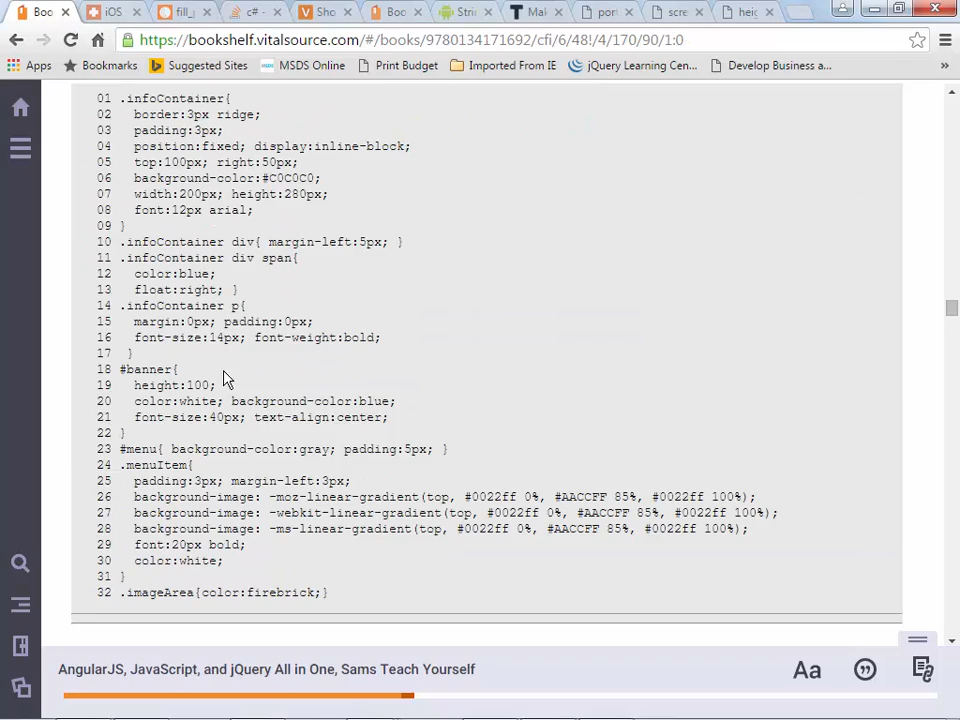 Boo
iOS
fill_
c# -
Sho
Boo
Strin
Mak
port
scre
heig
https://bookshelf.vitalsource.com/#/books/9780134171692/cfi/6/48!/4/170/90/1:0
Apps
Bookmarks
Suggested Sites
MSDS Online
Print Budget
Imported From IE
jQuery Learning Cen...
Develop Business a...
»
01 .infoContainer{
02 border:3px ridge;
03 padding:3px;
04 position:fixed; display:inline-block;
05 top:100px; right:50px;
06 background-color:#C0C0C0;
07 width:200px; height:280px;
08 font:12px arial;
09 }
10 .infoContainer div{ margin-left:5px; }
11 .infoContainer div span{
12 color:blue;
13 float:right; }
14 .infoContainer p{
15 margin:0px; padding:0px;
16 font-size:14px; font-weight:bold;
17 }
18 #banner{
19 height:100;
20 color:white; background-color:blue;
21 font-size:40px; text-align:center;
22 }
23 #menu{ background-color:gray; padding:5px; }
24 .menuItem{
25 padding:3px; margin-left:3px;
26 background-image: -moz-linear-gradient(top, #0022ff 0%, #AACCFF 85%, #0022ff 100%);
27 background-image: -webkit-linear-gradient(top, #0022ff 0%, #AACCFF 85%, #0022ff 100%);
28 background-image: -ms-linear-gradient(top, #0022ff 0%, #AACCFF 85%, #0022ff 100%);
29 font:20px bold;
30 color:white;
31 }
32 .imageArea{color:firebrick;}
AngularJS, JavaScript, and jQuery All in One, Sams Teach Yourself
Aa